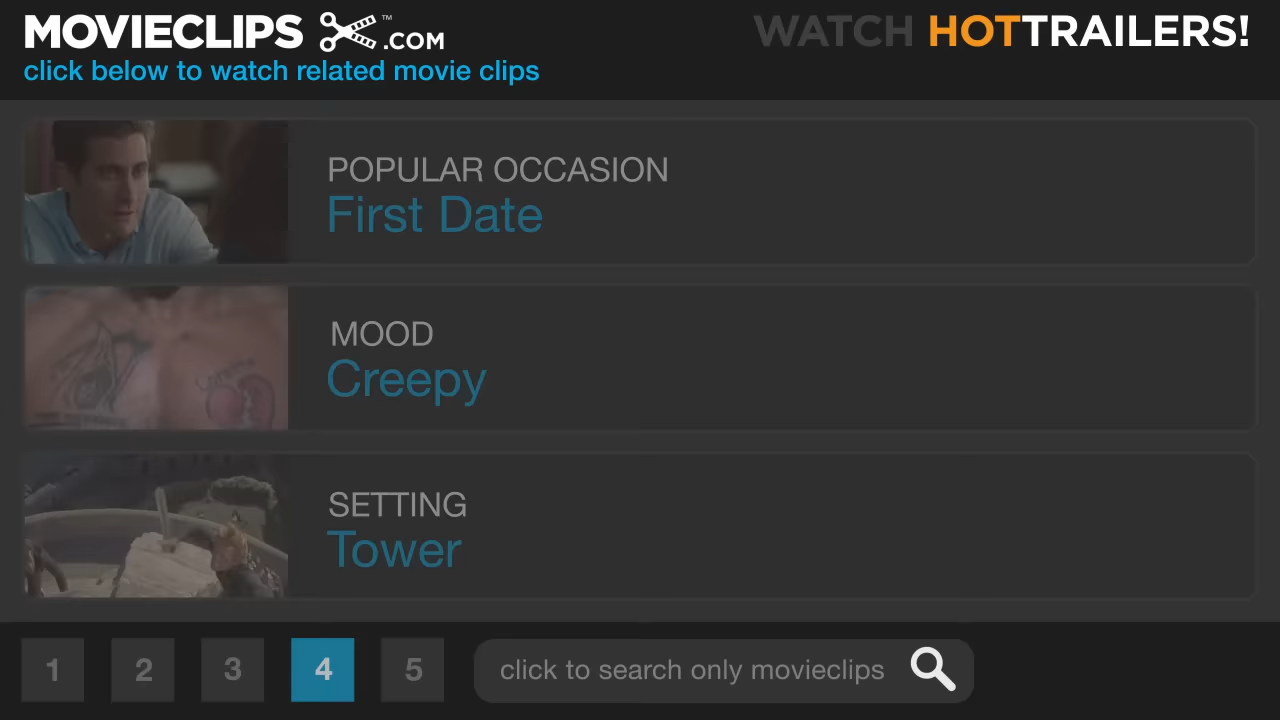 MOVIECLIPS ™ .COM
WATCH HOTTRAILERS!
click below to watch related movie clips
POPULAR OCCASION
First Date
MOOD
Creepy
SETTING
Tower
1 2 3 4 5
click to search only movieclips